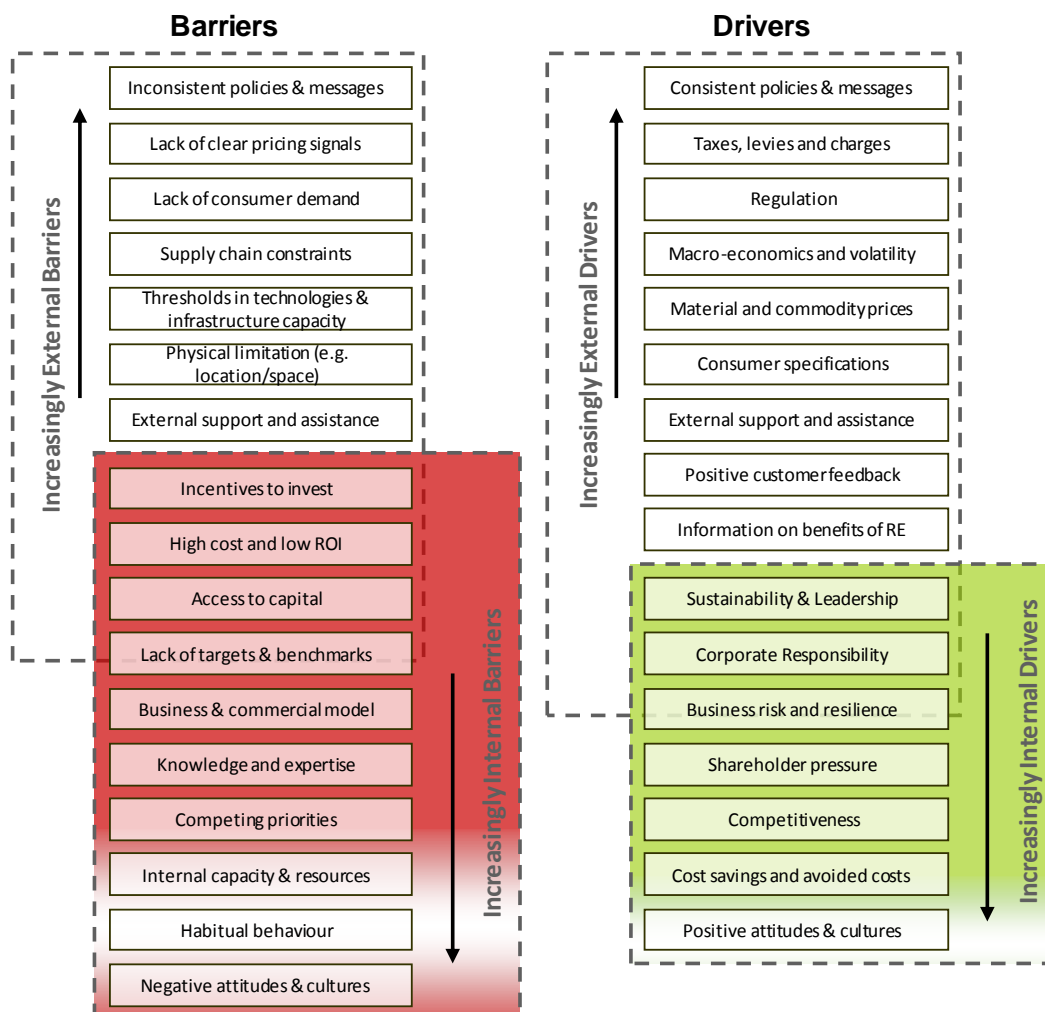 Barriers
Inconsistent policies & messages
Lack of clear pricing signals
Lack of consumer demand
Supply chain constraints
Thresholds in technologies &
infrastructure capacity
Physical limitation (e.g.
location/space)
External support and assistance
Incentives to invest
High cost and low ROI
Access to capital
Lack of targets & benchmarks
Business & commercial model
Knowledge and expertise
Competing priorities
Internal capacity & resources
Habitual behaviour
Negative attitudes & cultures
Increasingly External Barriers
Increasingly Internal Barriers
Drivers
Consistent policies & messages
Taxes, levies and charges
Regulation
Macro-economics and volatility
Material and commodity prices
Consumer specifications
External support and assistance
Positive customer feedback
Information on benefits of RE
Sustainability & Leadership
Corporate Responsibility
Business risk and resilience
Shareholder pressure
Competitiveness
Cost savings and avoided costs
Positive attitudes & cultures
Increasingly External Drivers
Increasingly Internal Drivers